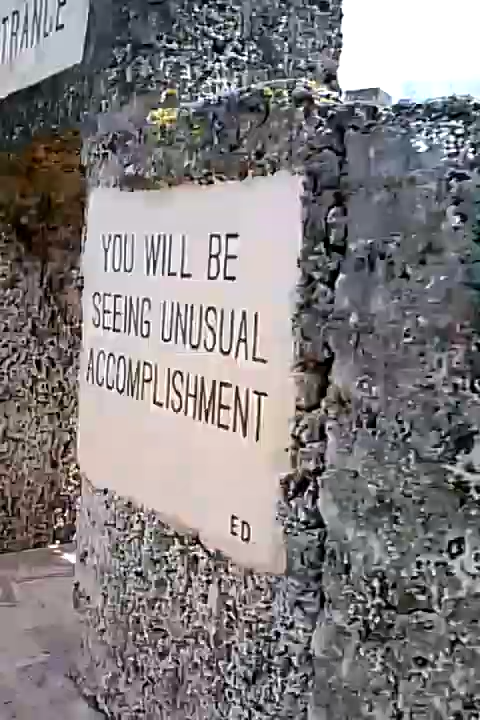 TRANCE
YOU WILL BE
SEEING UNUSUAL
ACCOMPLISHMENT
ED.